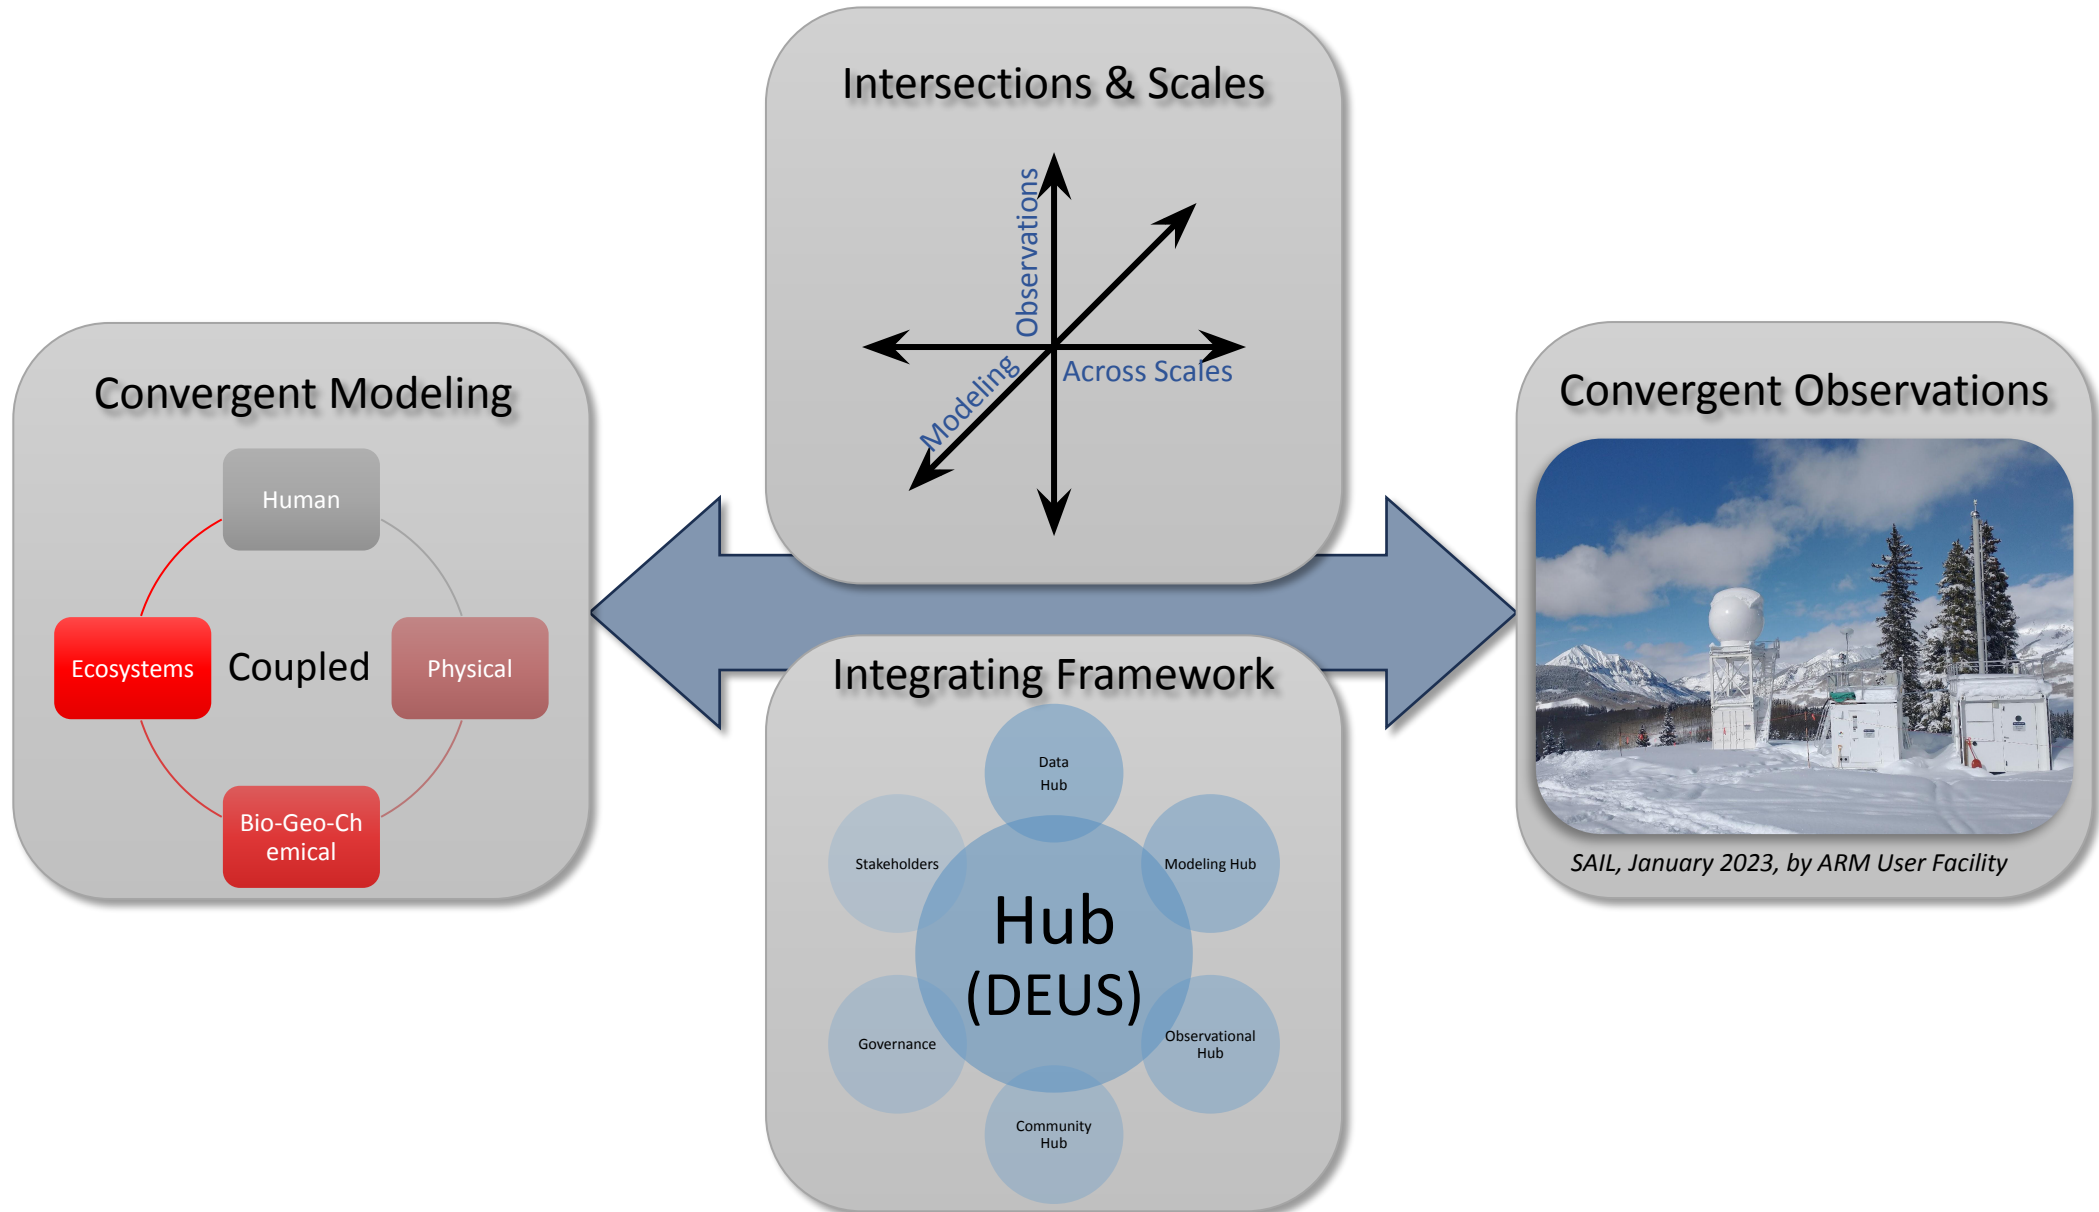 Intersections & Scales
Observations
Modeling
Across Scales
Convergent Modeling
Human
Ecosystems
Coupled
Physical
Bio-Geo-Ch
emical
Convergent Observations
SAIL, January 2023, by ARM User Facility
Integrating Framework
Data
Hub
Stakeholders
Modeling Hub
Hub
(DEUS)
Governance
Observational
Hub
Community
Hub